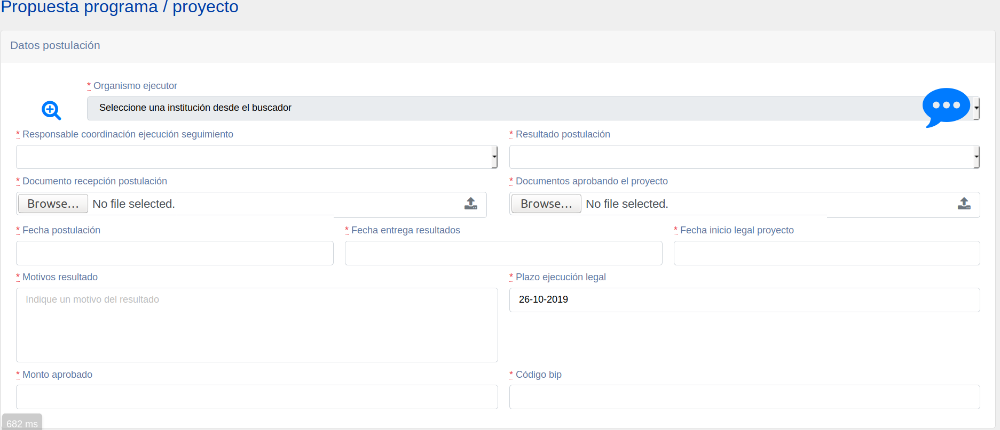 Propuesta programa / proyecto
Datos postulación
* Organismo ejecutor
Seleccione una institución desde el buscador
* Responsable coordinación ejecución seguimiento
* Resultado postulación
* Documento recepción postulación
* Documentos aprobando el proyecto
Browse... No file selected.
Browse... No file selected.
* Fecha postulación
* Fecha entrega resultados
* Fecha inicio legal proyecto
* Motivos resultado
* Plazo ejecución legal
Indique un motivo del resultado
26-10-2019
* Monto aprobado
* Código bip
682 ms